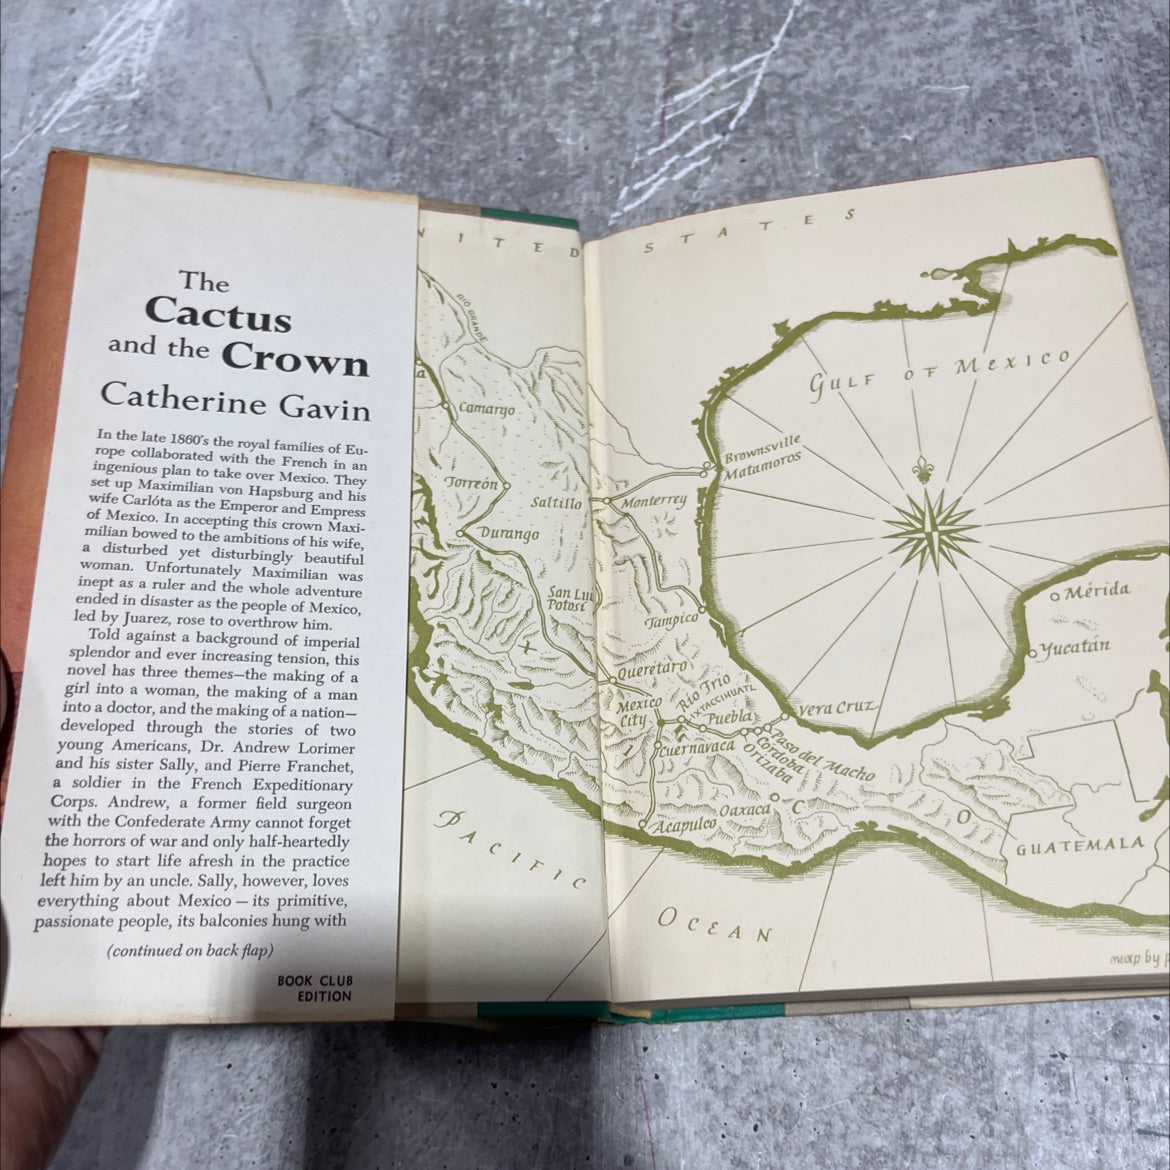 The
Cactus
and the Crown
Catherine Gavin
In the late 1860's the royal families of Eu-
rope collaborated with the French in an
ingenious plan to take over Mexico. They
set up Maximilian von Hapsburg and his
wife Carlóta as the Emperor and Empress
of Mexico. In accepting this crown Maxi-
milian bowed to the ambitions of his wife,
a disturbed yet disturbingly beautiful
woman. Unfortunately Maximilian was
inept as a ruler and the whole adventure
ended in disaster as the people of Mexico,
led by Juarez, rose to overthrow him.
Told against a background of imperial
splendor and ever increasing tension, this
novel has three themes—the making of a
girl into a woman, the making of a man
into a doctor, and the making of a nation—
developed through the stories of two
young Americans, Dr. Andrew Lorimer
and his sister Sally, and Pierre Franchet,
a soldier in the French Expeditionary
Corps. Andrew, a former field surgeon
with the Confederate Army cannot forget
the horrors of war and only half-heartedly
hopes to start life afresh in the practice
left him by an uncle. Sally, however, loves
everything about Mexico — its primitive,
passionate people, its balconies hung with
(continued on back flap)
BOOK CLUB
EDITION
NITED STATES
RIO GRANDE
GULF OF MEXICO
Camargo
Brownsville
Matamoros
Torreón
Saltillo
Monterrey
Durango
San Lui
Potosí
Tampico
Mérida
Yucatán
Querétaro
Rio Trio
IXTACCIHUATL
Mexico
City
Puebla
Vera Cruz
Cuernavaca
Paso del Macho
Cordoba
Orizaba
Oaxaca
I
C
O
Acapulco
GUATEMALA
PACIFIC
OCEAN
map by